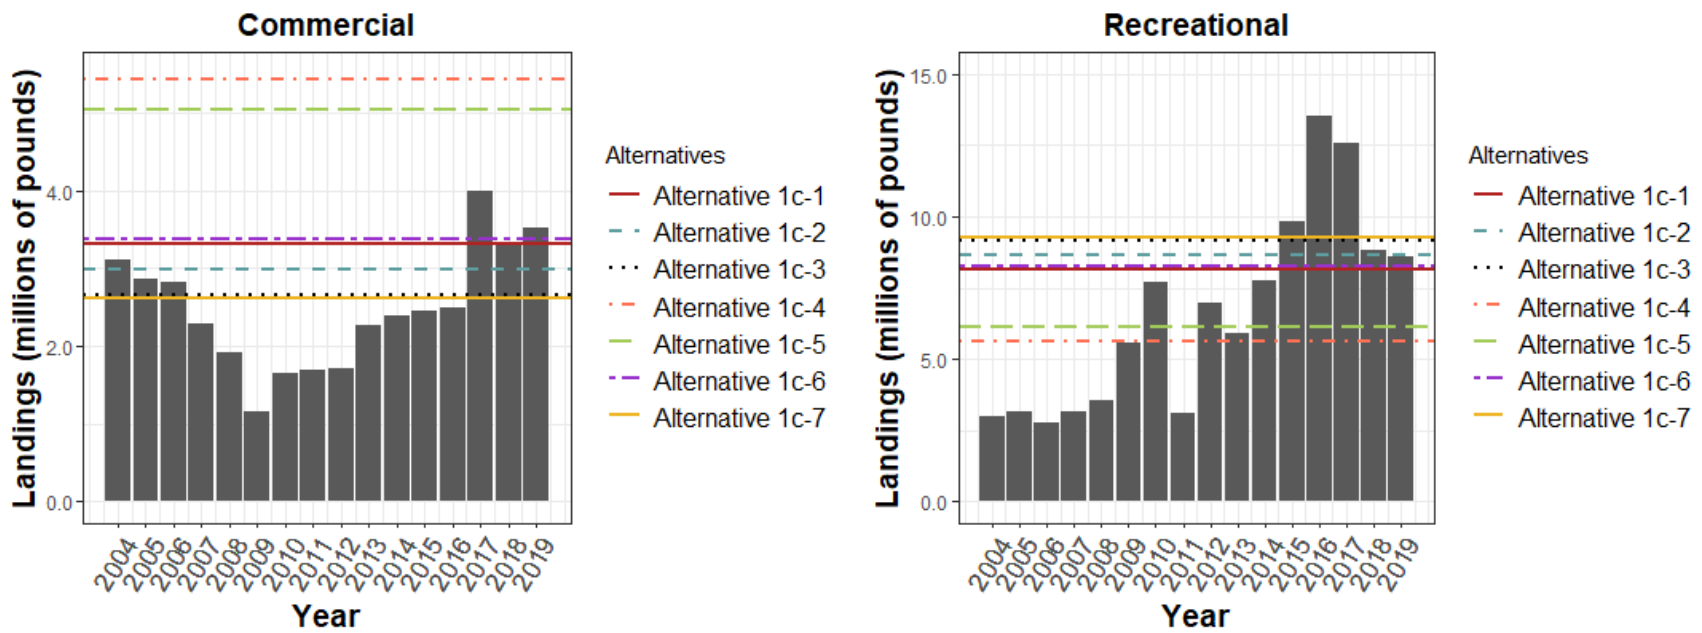 Commercial
Landings (millions of pounds)
4.0
2.0
0.0
2004
2005
2006
2007
2008
2009
2010
2011
2012
2013
2014
2015
2016
2017
2018
2019
Year
Alternatives
Alternative 1c-1
Alternative 1c-2
Alternative 1c-3
Alternative 1c-4
Alternative 1c-5
Alternative 1c-6
Alternative 1c-7
Recreational
Landings (millions of pounds)
15.0
10.0
5.0
0.0
2004
2005
2006
2007
2008
2009
2010
2011
2012
2013
2014
2015
2016
2017
2018
2019
Year
Alternatives
Alternative 1c-1
Alternative 1c-2
Alternative 1c-3
Alternative 1c-4
Alternative 1c-5
Alternative 1c-6
Alternative 1c-7